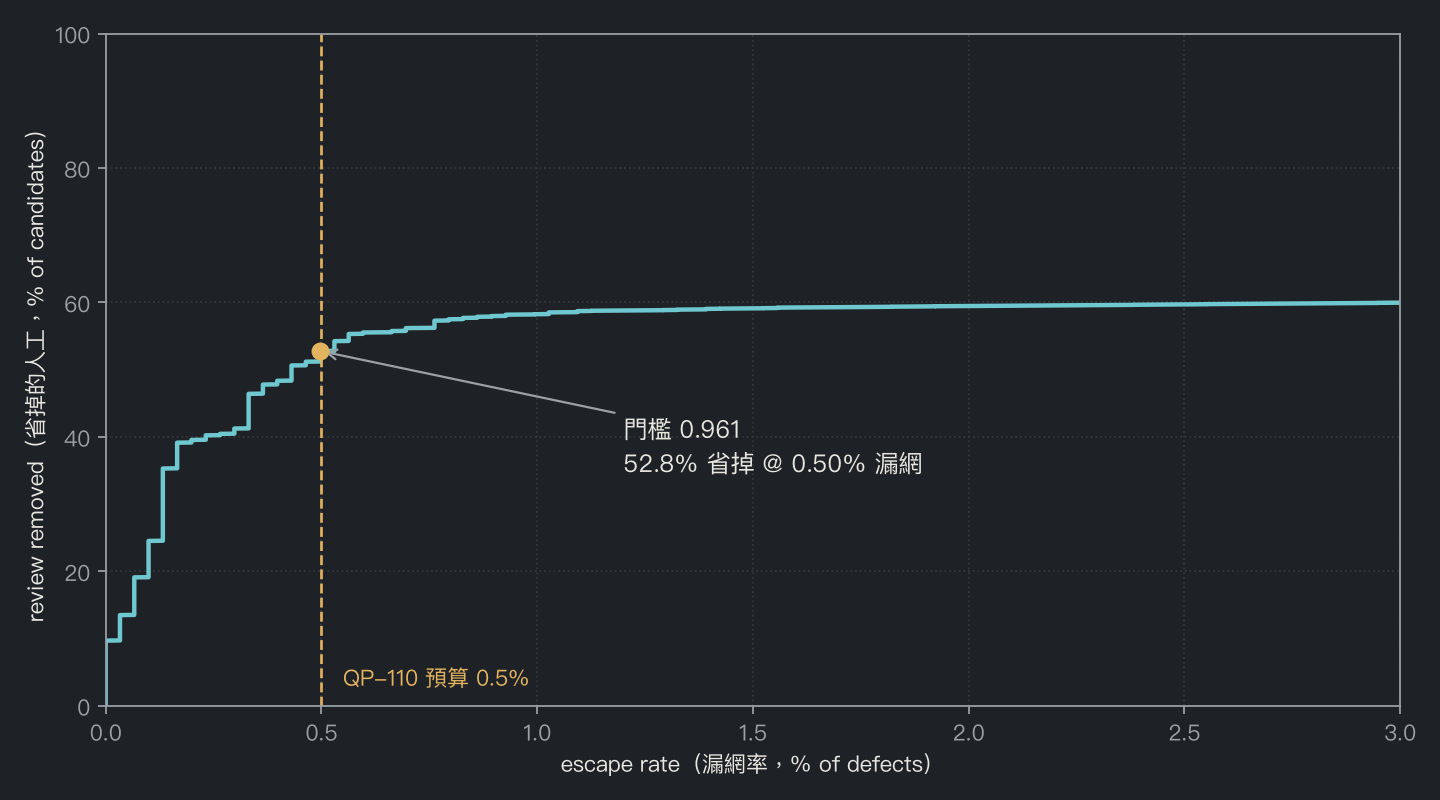 100
80
60
40
20
0
review removed（省掉的人工，% of candidates）
門檻 0.961
52.8% 省掉 @ 0.50% 漏網
QP–110 預算 0.5%
0.0 0.5 1.0 1.5 2.0 2.5 3.0
escape rate（漏網率，% of defects）